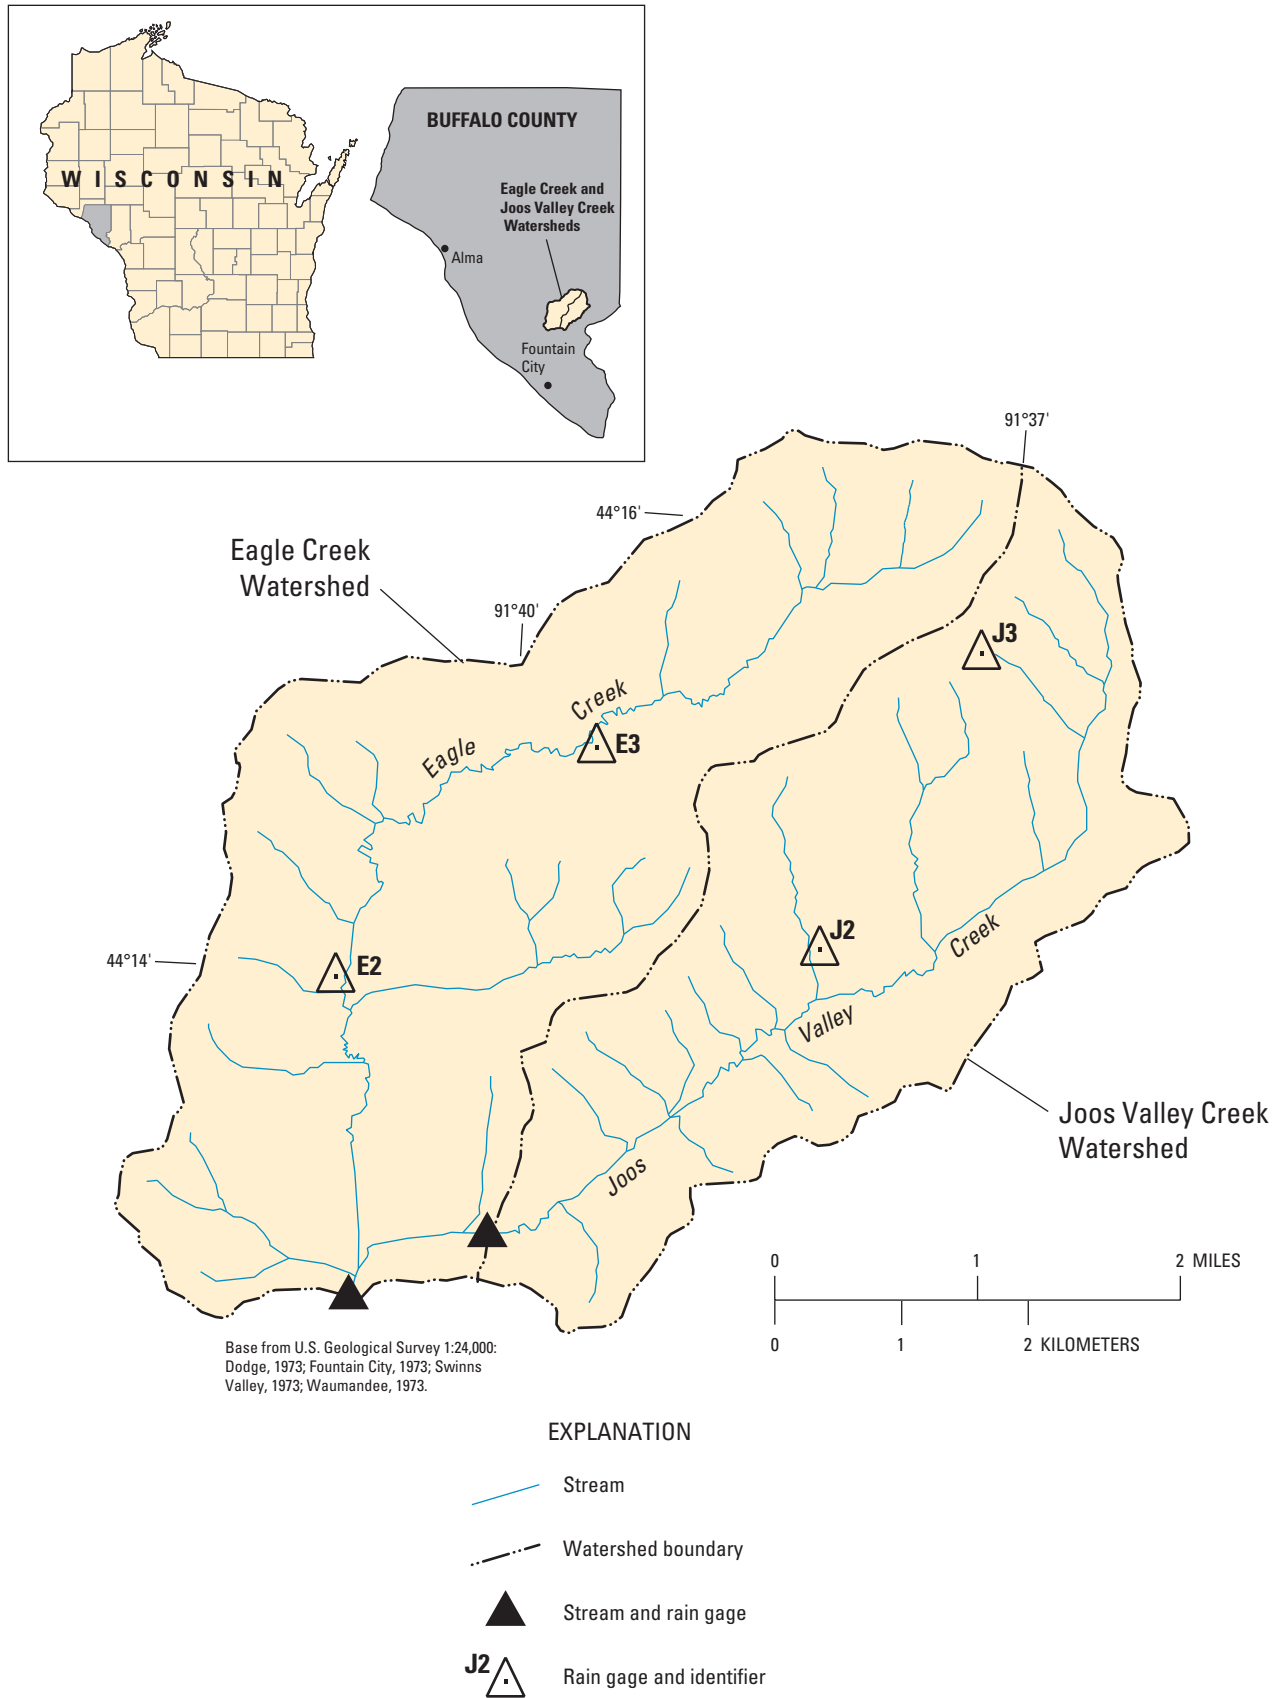 WISCONSIN
BUFFALO COUNTY
Eagle Creek and
Joos Valley Creek
Watersheds
Alma
Fountain
City
91°37'
44°16'
Eagle Creek
Watershed
91°40'
J3
Creek
E3
Eagle
J2
Creek
44°14'
E2
Valley
Joos Valley Creek
Watershed
Joos
0 1 2 MILES
0 1 2 KILOMETERS
Base from U.S. Geological Survey 1:24,000:
Dodge, 1973; Fountain City, 1973; Swinns
Valley, 1973; Waumandee, 1973.
EXPLANATION
Stream
Watershed boundary
Stream and rain gage
J2 Rain gage and identifier